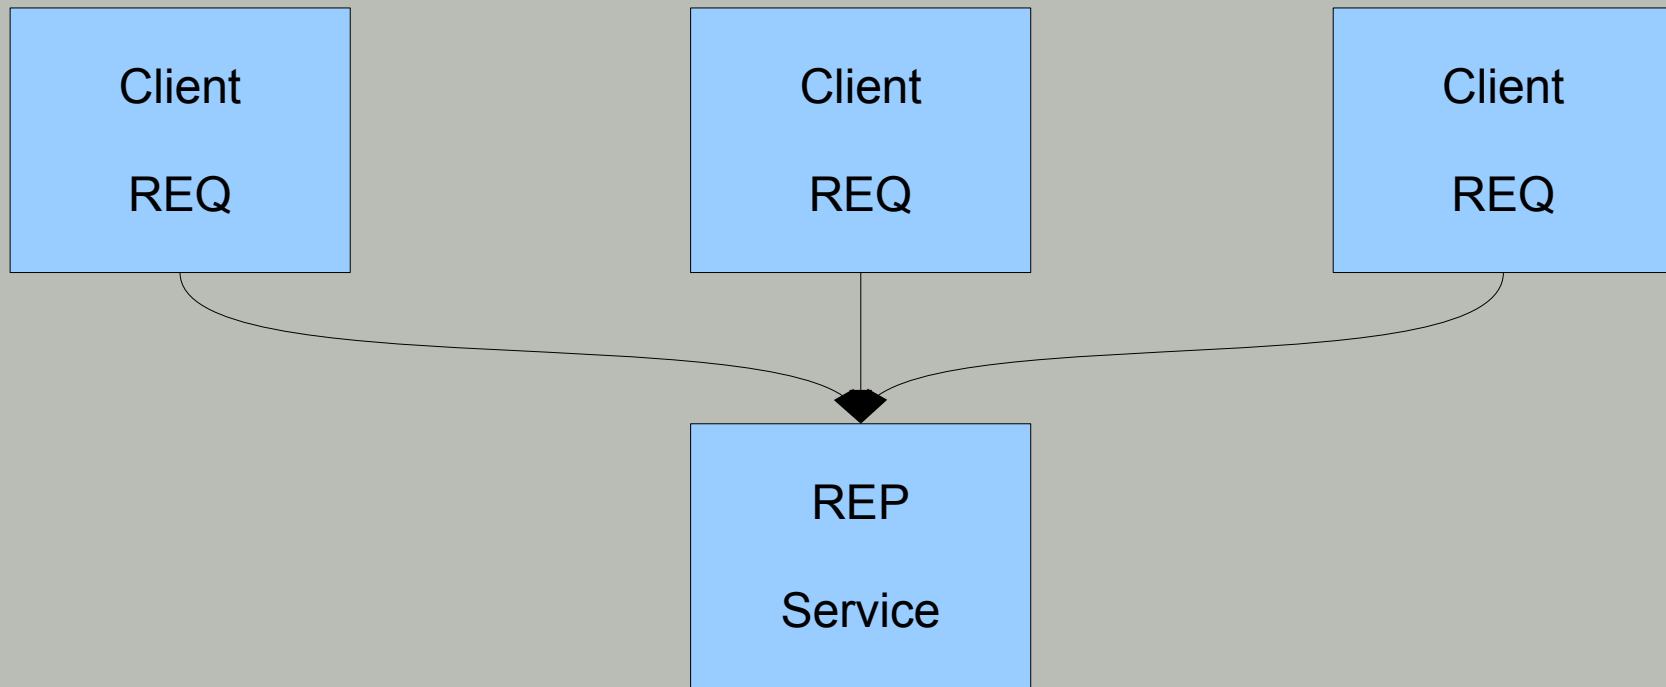 Client
REQ
Client
REQ
Client
REQ
REP
Service